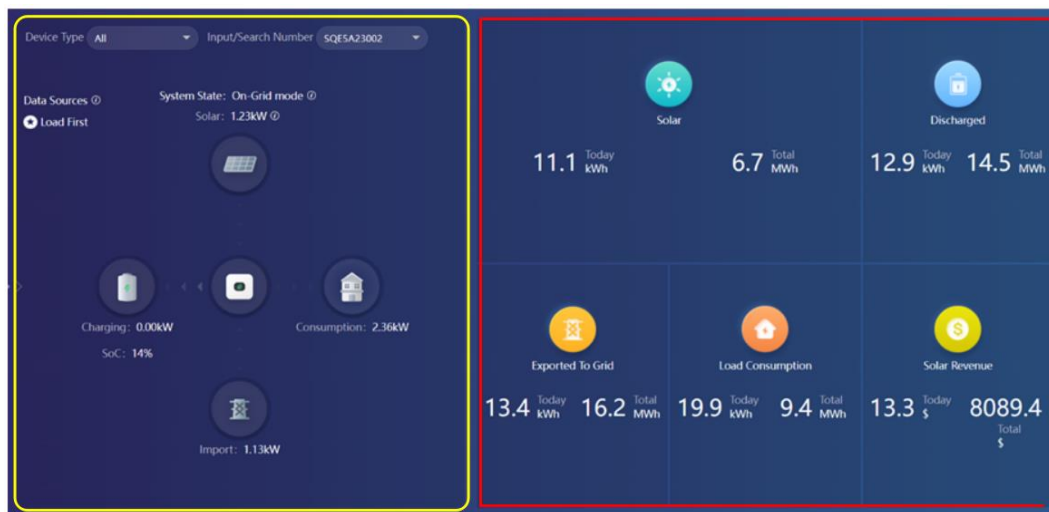 Device Type All Input/Search Number SQE5A23002
Data Sources
Load First
System State: On-Grid mode
Solar: 1.23kW
Charging: 0.00kW
SoC: 14%
Consumption: 2.36kW
Import: 1.13kW
Solar
11.1 Today kWh 6.7 Total MWh
Discharged
12.9 Today kWh 14.5 Total MWh
Exported To Grid
13.4 Today kWh 16.2 Total MWh
Load Consumption
19.9 Today kWh 9.4 Total MWh
Solar Revenue
13.3 Today $ 8089.4
Total
$